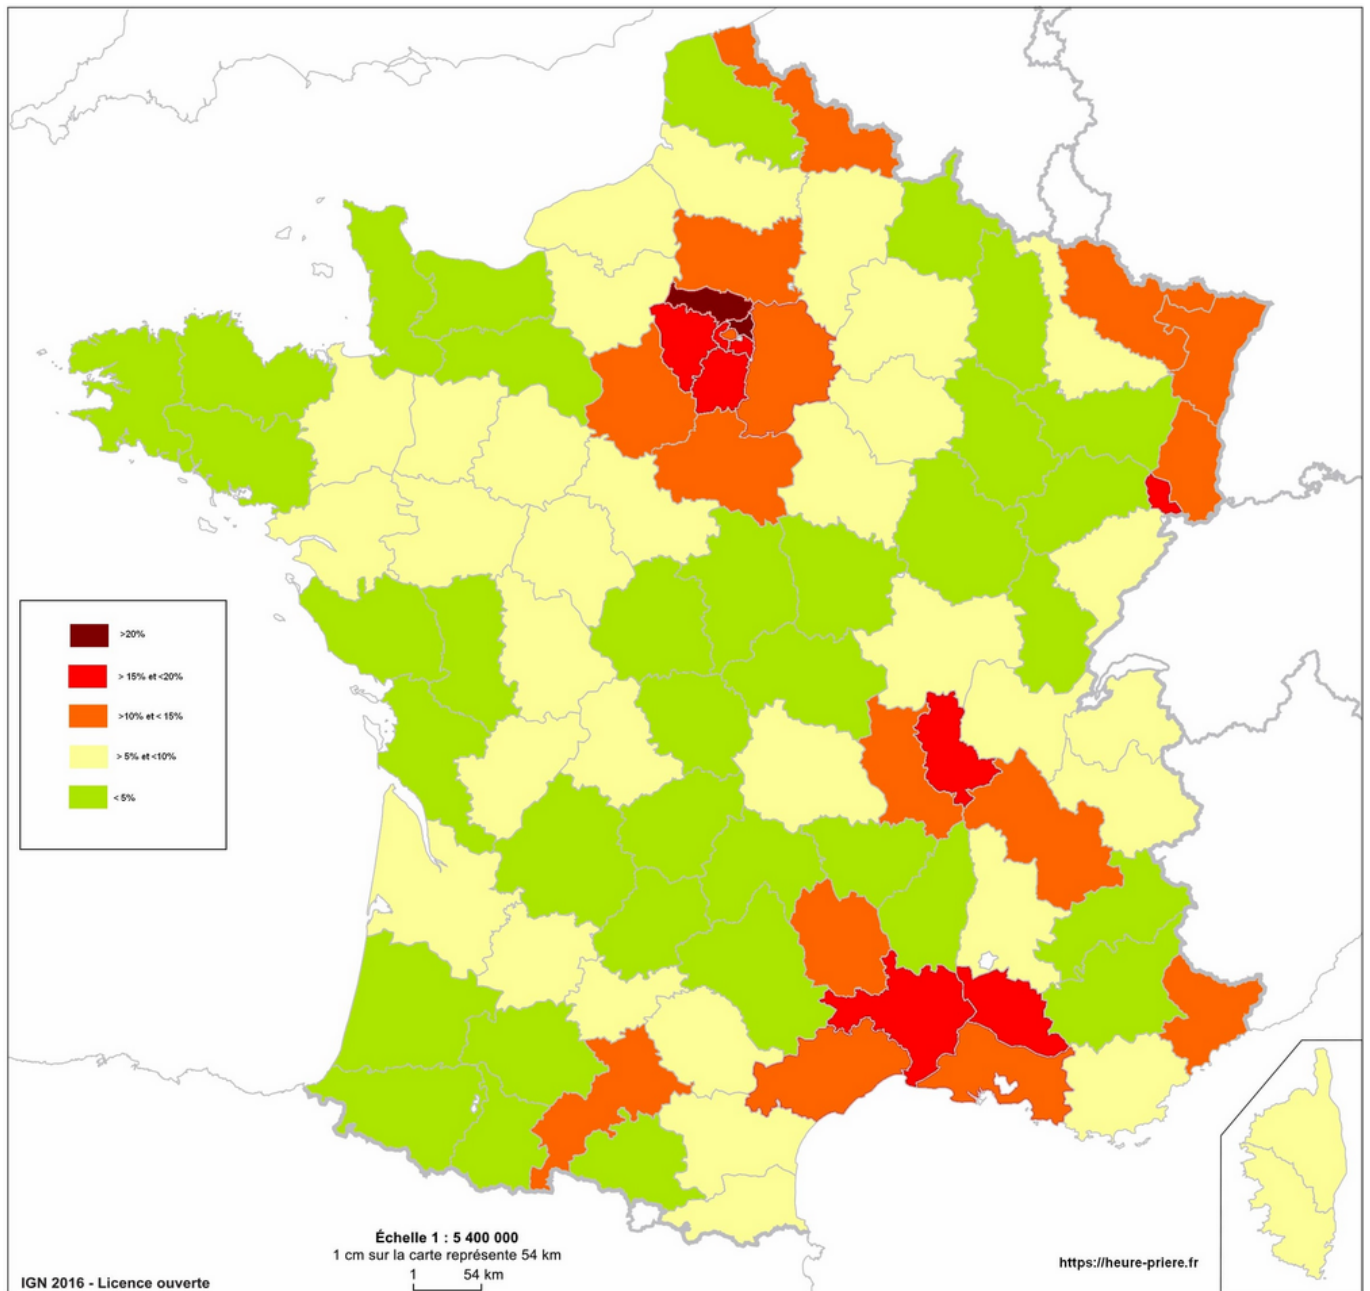 >20%
> 15% et <20%
>10% et < 15%
> 5% et <10%
< 5%
Échelle 1 : 5 400 000
1 cm sur la carte représente 54 km
1 54 km
https://heure-priere.fr
IGN 2016 - Licence ouverte